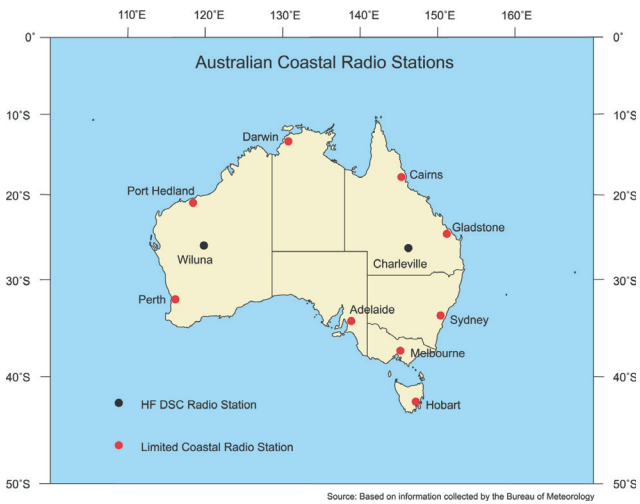 110˚E 120˚E 130˚E 140˚E 150˚E 160˚E
0˚ 0˚
Australian Coastal Radio Stations
10˚S 10˚S
Darwin
Cairns
Port Hedland
20˚S 20˚S
Gladstone
Wiluna
Charleville
30˚S 30˚S
Perth
Adelaide
Sydney
Melbourne
40˚S 40˚S
HF DSC Radio Station
Hobart
Limited Coastal Radio Station
50˚S 50˚S
Source: Based on information collected by the Bureau of Meteorology